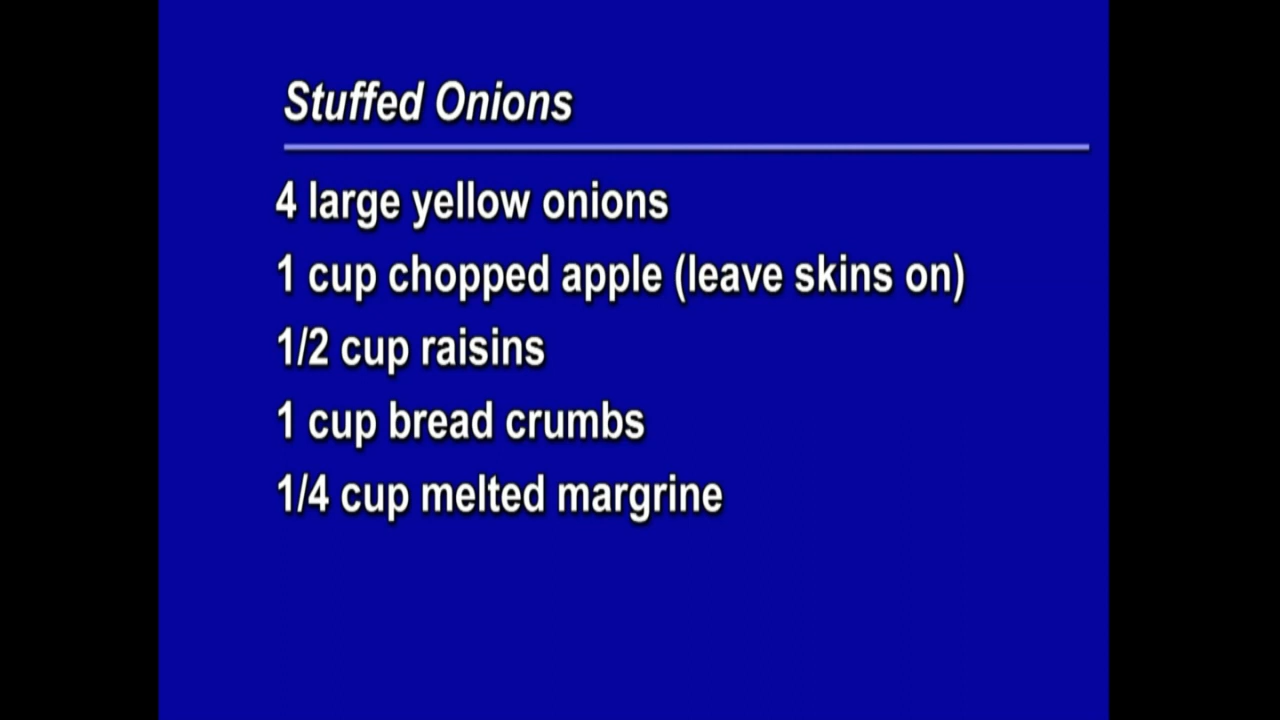 Stuffed Onions
4 large yellow onions
1 cup chopped apple (leave skins on)
1/2 cup raisins
1 cup bread crumbs
1/4 cup melted margrine